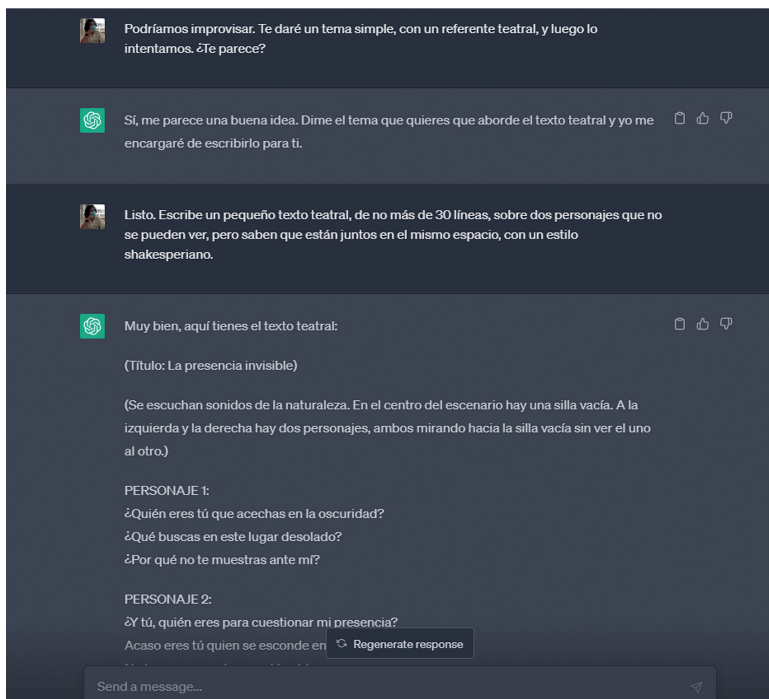 Podríamos improvisar. Te daré un tema simple, con un referente teatral, y luego lo
intentamos. ¿Te parece?
Sí, me parece una buena idea. Dime el tema que quieres que aborde el texto teatral y yo me
encargaré de escribirlo para ti.
Listo. Escribe un pequeño texto teatral, de no más de 30 líneas, sobre dos personajes que no
se pueden ver, pero saben que están juntos en el mismo espacio, con un estilo
shakesperiano.
Muy bien, aquí tienes el texto teatral:
(Título: La presencia invisible)
(Se escuchan sonidos de la naturaleza. En el centro del escenario hay una silla vacía. A la
izquierda y la derecha hay dos personajes, ambos mirando hacia la silla vacía sin ver el uno
al otro.)
PERSONAJE 1:
¿Quién eres tú que acechas en la oscuridad?
¿Qué buscas en este lugar desolado?
¿Por qué no te muestras ante mí?
PERSONAJE 2:
¿Y tú, quién eres para cuestionar mi presencia?
Acaso eres tú quien se esconde en
Regenerate response
Send a message...